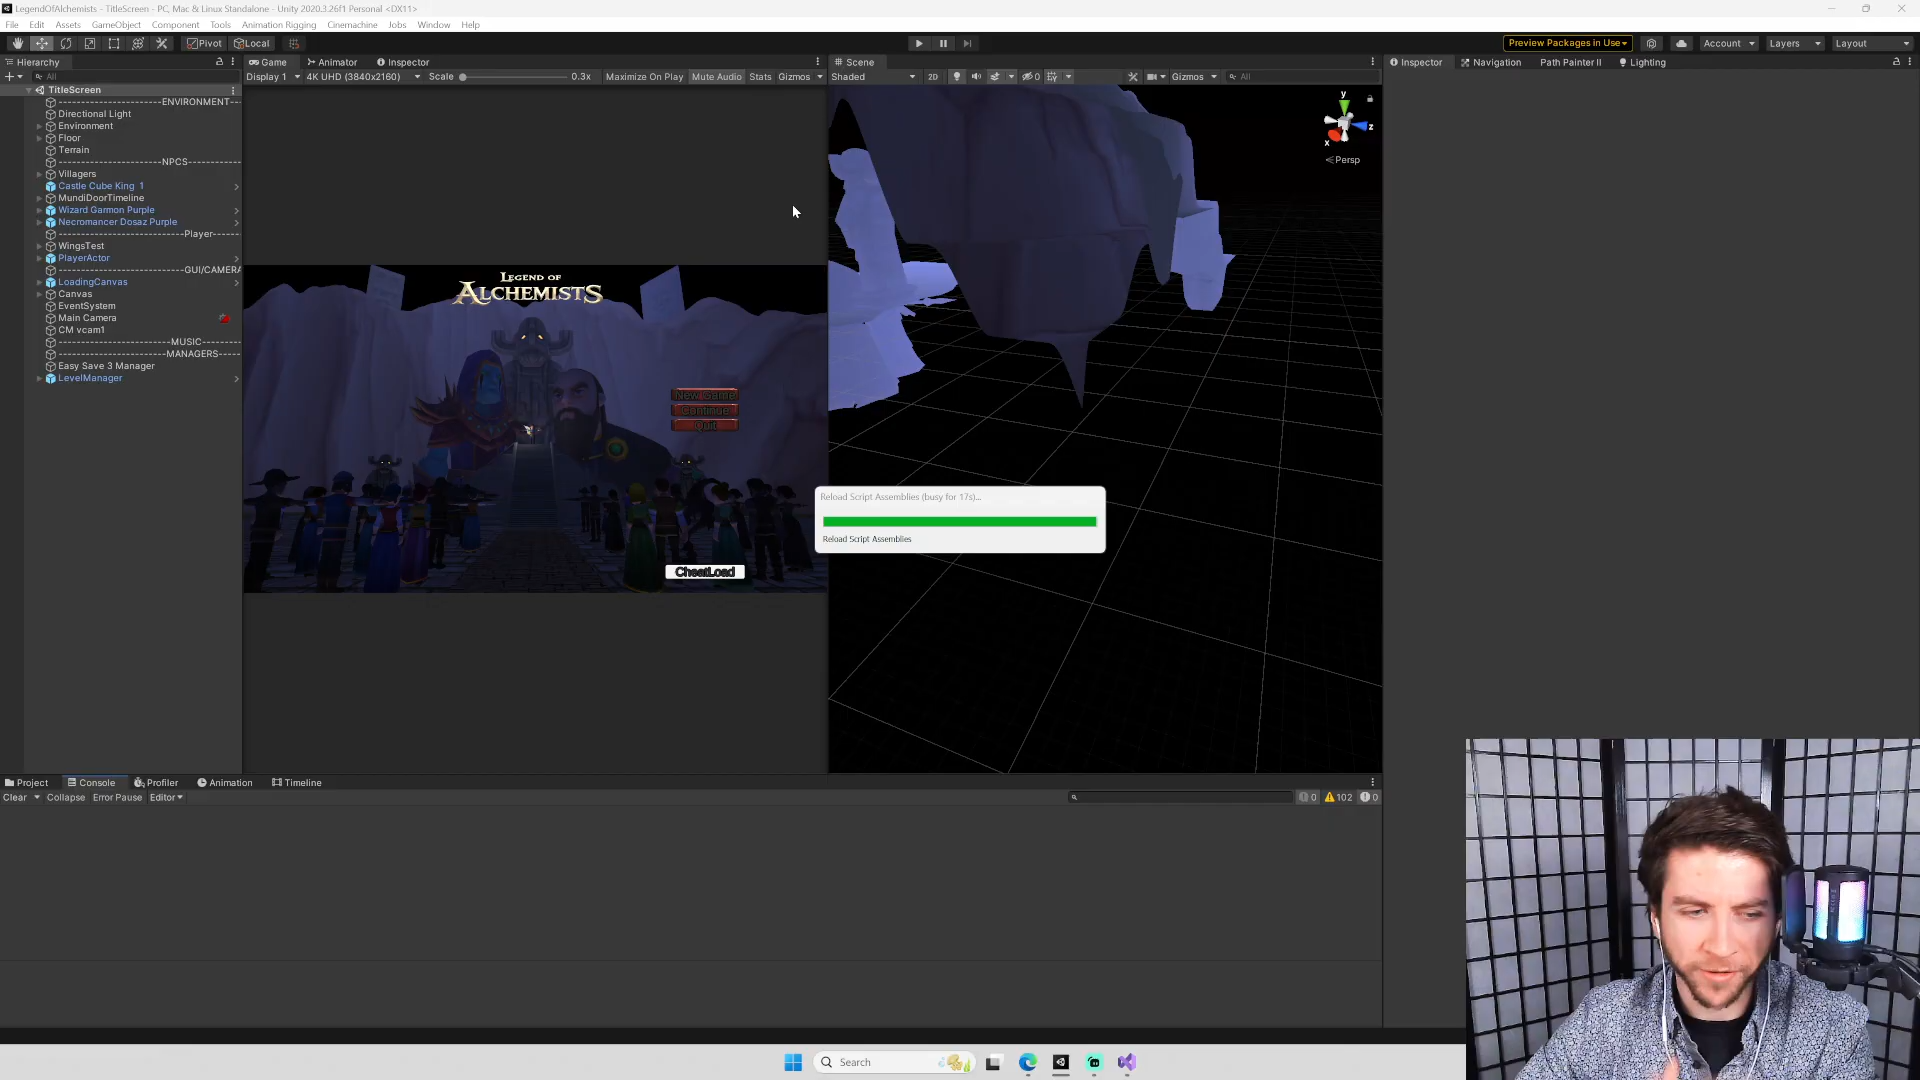 LegendOfAlchemists - TitleScreen - PC, Mac & Linux Standalone - Unity 2020.3.26f1 Personal <DX11>
File Edit Assets GameObject Component Tools Animation Rigging Cinemachine Jobs Window Help
Pivot Local Preview Packages in Use Account Layers Layout
Hierarchy
All
TitleScreen
-----------------------ENVIRONMENT--
Directional Light
Environment
Floor
Terrain
-----------------------NPCS----------
Villagers
Castle Cube King 1
MundiDoorTimeline
Wizard Garmon Purple
Necromancer Dosaz Purple
----------------------------Player-----
WingsTest
PlayerActor
----------------------------GUI/CAMERA
LoadingCanvas
Canvas
EventSystem
Main Camera
CM vcam1
-------------------------MUSIC-------
------------------------MANAGERS-----
Easy Save 3 Manager
LevelManager
Game Animator Inspector
Display 1 4K UHD (3840x2160) Scale 0.3x Maximize On Play Mute Audio Stats Gizmos
LEGEND OF
ALCHEMISTS
New Game
Continue
Quit
CheatLoad
Scene
Shaded 2D 0 Gizmos All
y
z
x
Persp
Inspector Navigation Path Painter II Lighting
Reload Script Assemblies (busy for 17s)...
Reload Script Assemblies
Project Console Profiler Animation Timeline
Clear Collapse Error Pause Editor 0 102 0
Search